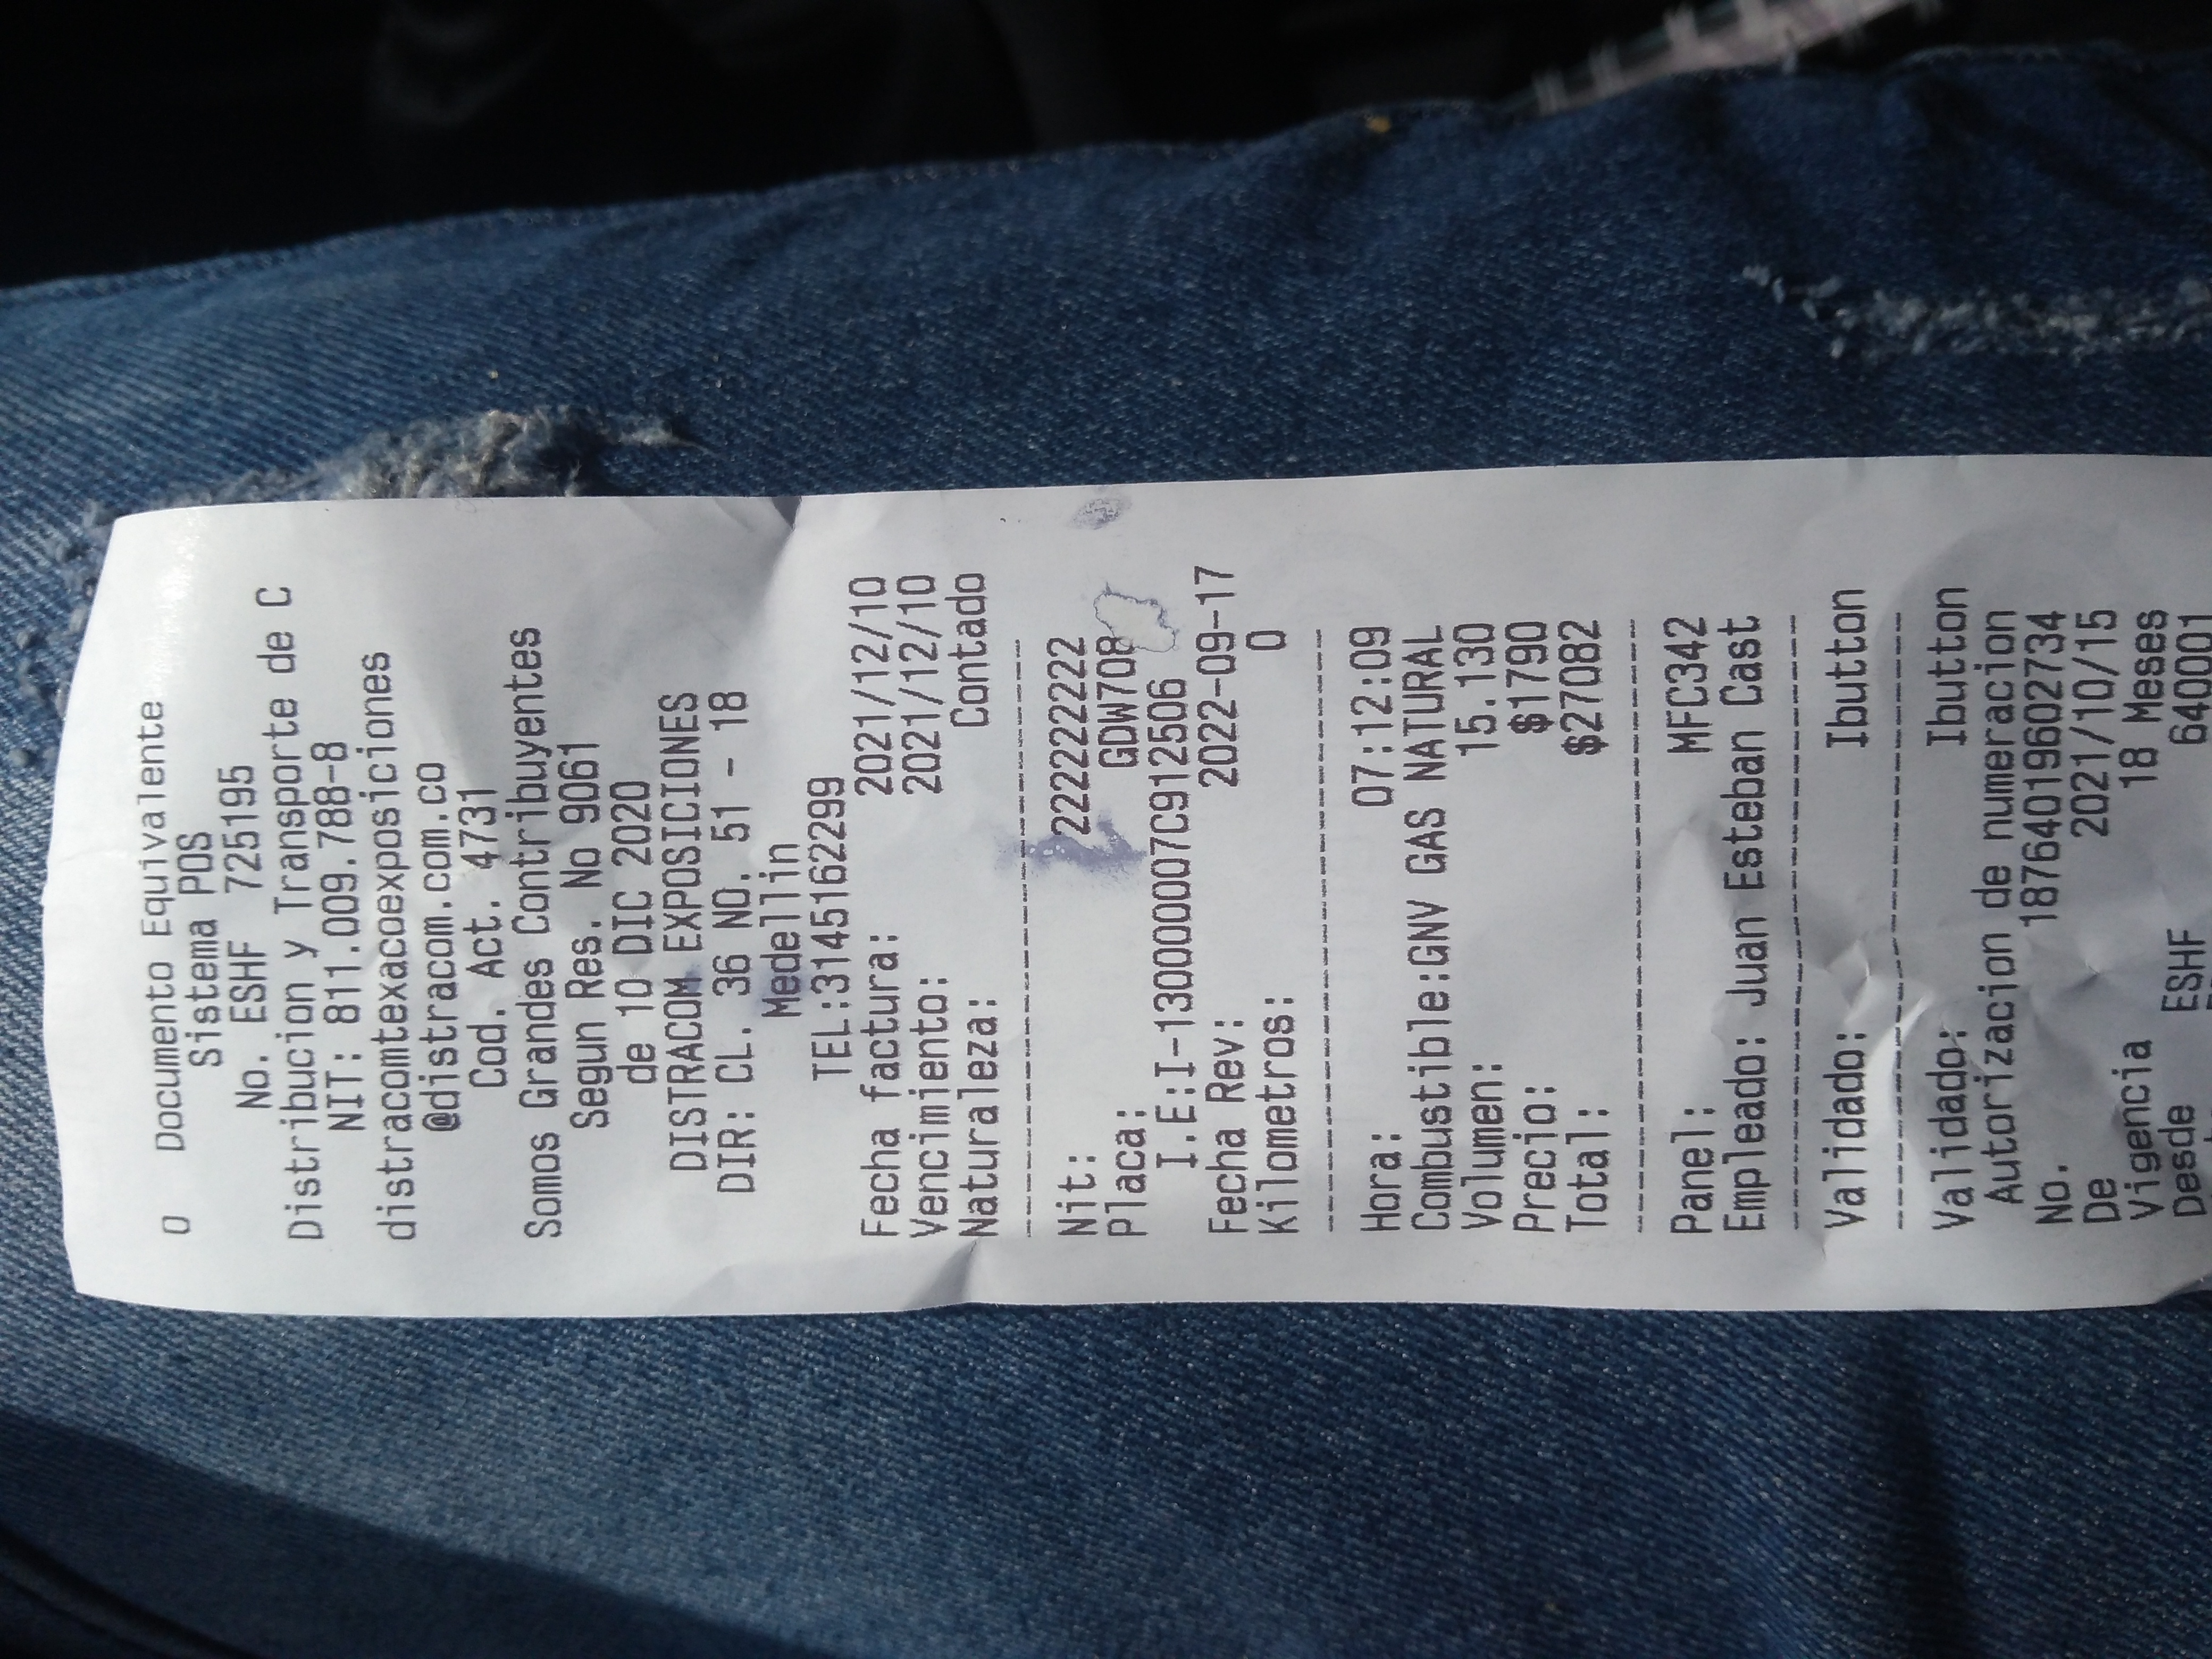 0 Documento Equivalente
Sistema POS
No. ESHF 725195
Distribucion y Transporte de C
NIT: 811.009.788-8
distracomtexacoexposiciones
@distracom.com.co
Cod. Act. 4731
Somos Grandes Contribuyentes
Segun Res. No 9061
de 10 DIC 2020
DISTRACOM EXPOSICIONES
DIR: CL. 36 NO. 51 - 18
Medellin
TEL:3145162299
Fecha factura: 2021/12/10
Vencimiento: 2021/12/10
Naturaleza: Contado
Nit: 222222222222
Placa: GDW708
I.E:I-1300000007C912506
Fecha Rev: 2022-09-17
Kilometros: 0
Hora: 07:12:09
Combustible:GNV GAS NATURAL
Volumen: 15.130
Precio: $1790
Total: $27082
Panel: MFC342
Empleado: Juan Esteban Cast
Validado: Ibutton
Validado: Ibutton
Autorizacion de numeracion
No. 18764019602734
De 2021/10/15
Vigencia 18 Meses
Desde ESHF 640001